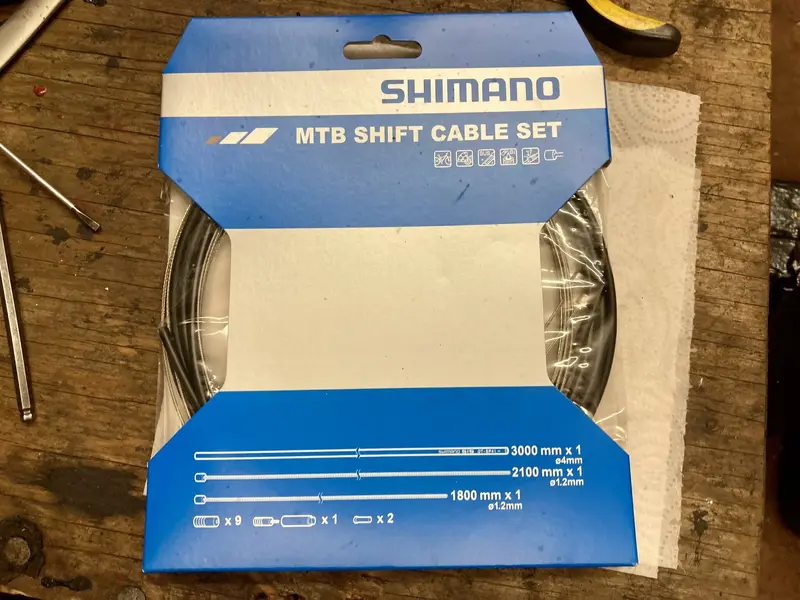 SHIMANO
MTB SHIFT CABLE SET
3000 mm x 1
ø4mm
2100 mm x 1
ø1.2mm
1800 mm x 1
ø1.2mm
x 9
x 1
x 2